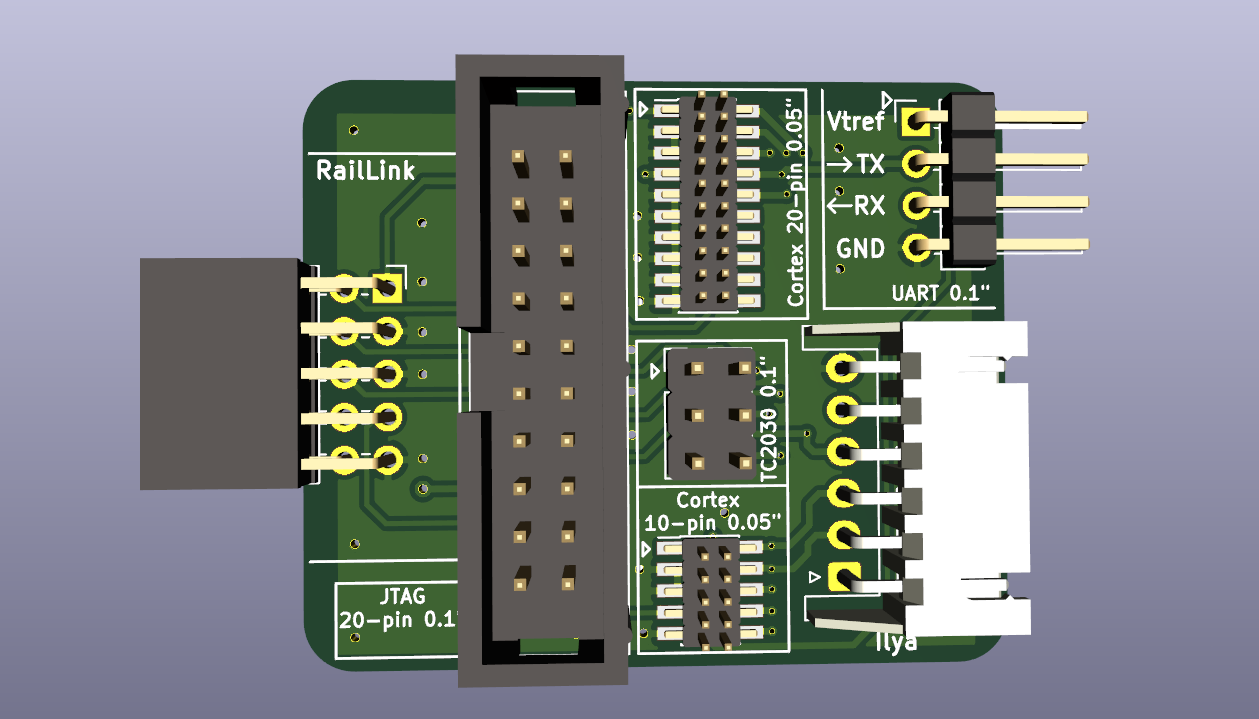 RailLink
JTAG
20-pin 0.1"
Cortex 20-pin 0.05"
TC2030 0.1"
Cortex
10-pin 0.05"
Vtref
→TX
←RX
GND
UART 0.1"
Ilya